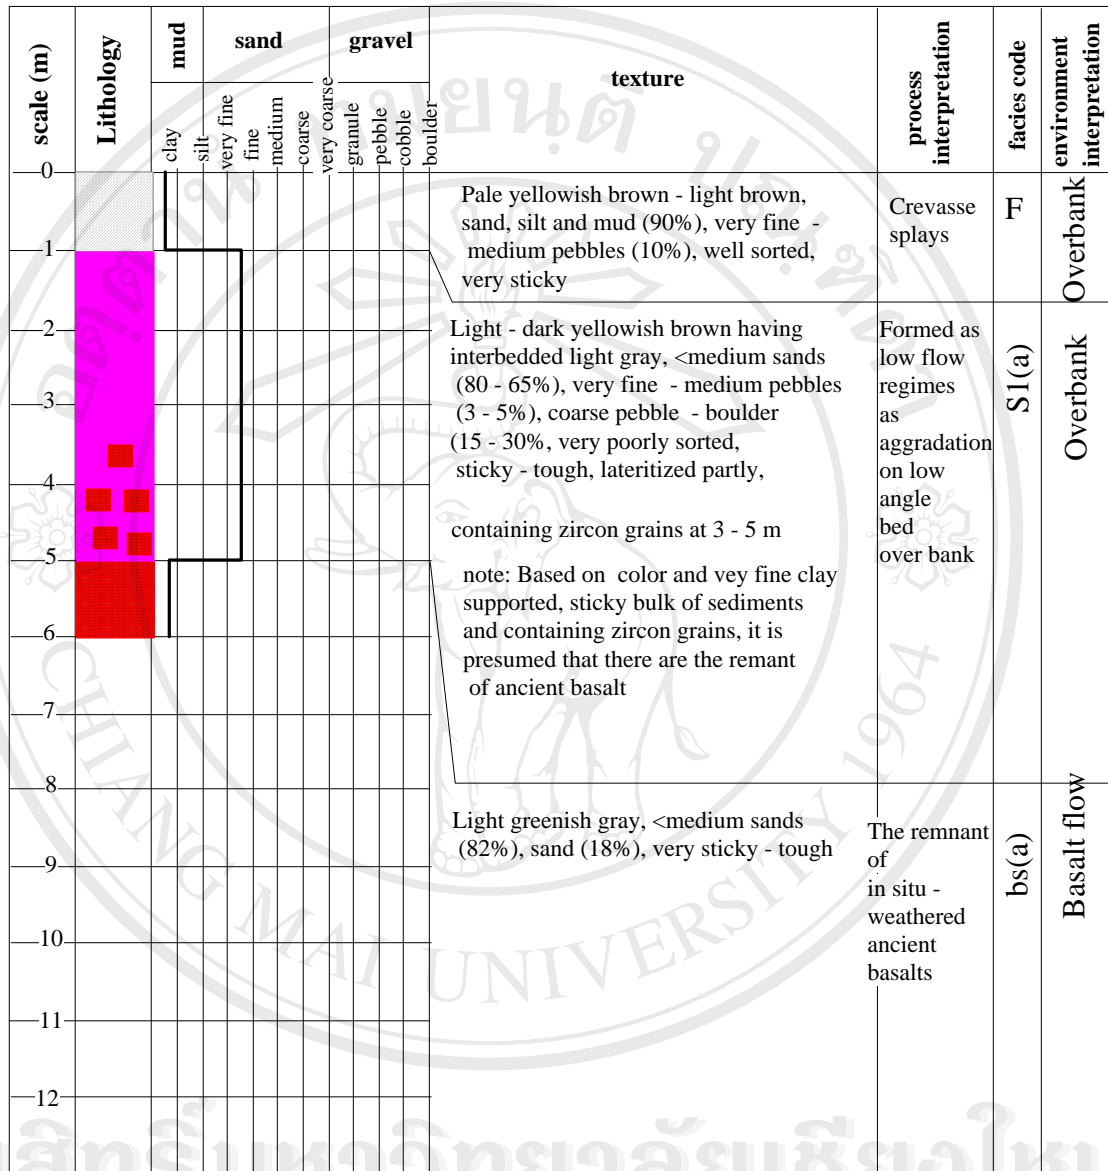 scale (m)
Lithology
mud
sand
gravel
clay
silt
very fine
fine
medium
coarse
very coarse
granule
pebble
cobble
boulder
texture
process
interpretation
facies code
environment
interpretation
0
1
2
3
4
5
6
7
8
9
10
11
12
Pale yellowish brown - light brown,
sand, silt and mud (90%), very fine -
medium pebbles (10%), well sorted,
very sticky
Crevasse
splays
F
Overbank
Light - dark yellowish brown having
interbedded light gray, <medium sands
(80 - 65%), very fine - medium pebbles
(3 - 5%), coarse pebble - boulder
(15 - 30%, very poorly sorted,
sticky - tough, lateritized partly,
containing zircon grains at 3 - 5 m
note: Based on color and vey fine clay
supported, sticky bulk of sediments
and containing zircon grains, it is
presumed that there are the remant
of ancient basalt
Formed as
low flow
regimes
as
aggradation
on low
angle
bed
over bank
S1(a)
Overbank
Light greenish gray, <medium sands
(82%), sand (18%), very sticky - tough
The remnant
of
in situ -
weathered
ancient
basalts
bs(a)
Basalt flow
CHIANG MAI UNIVERSITY 1964